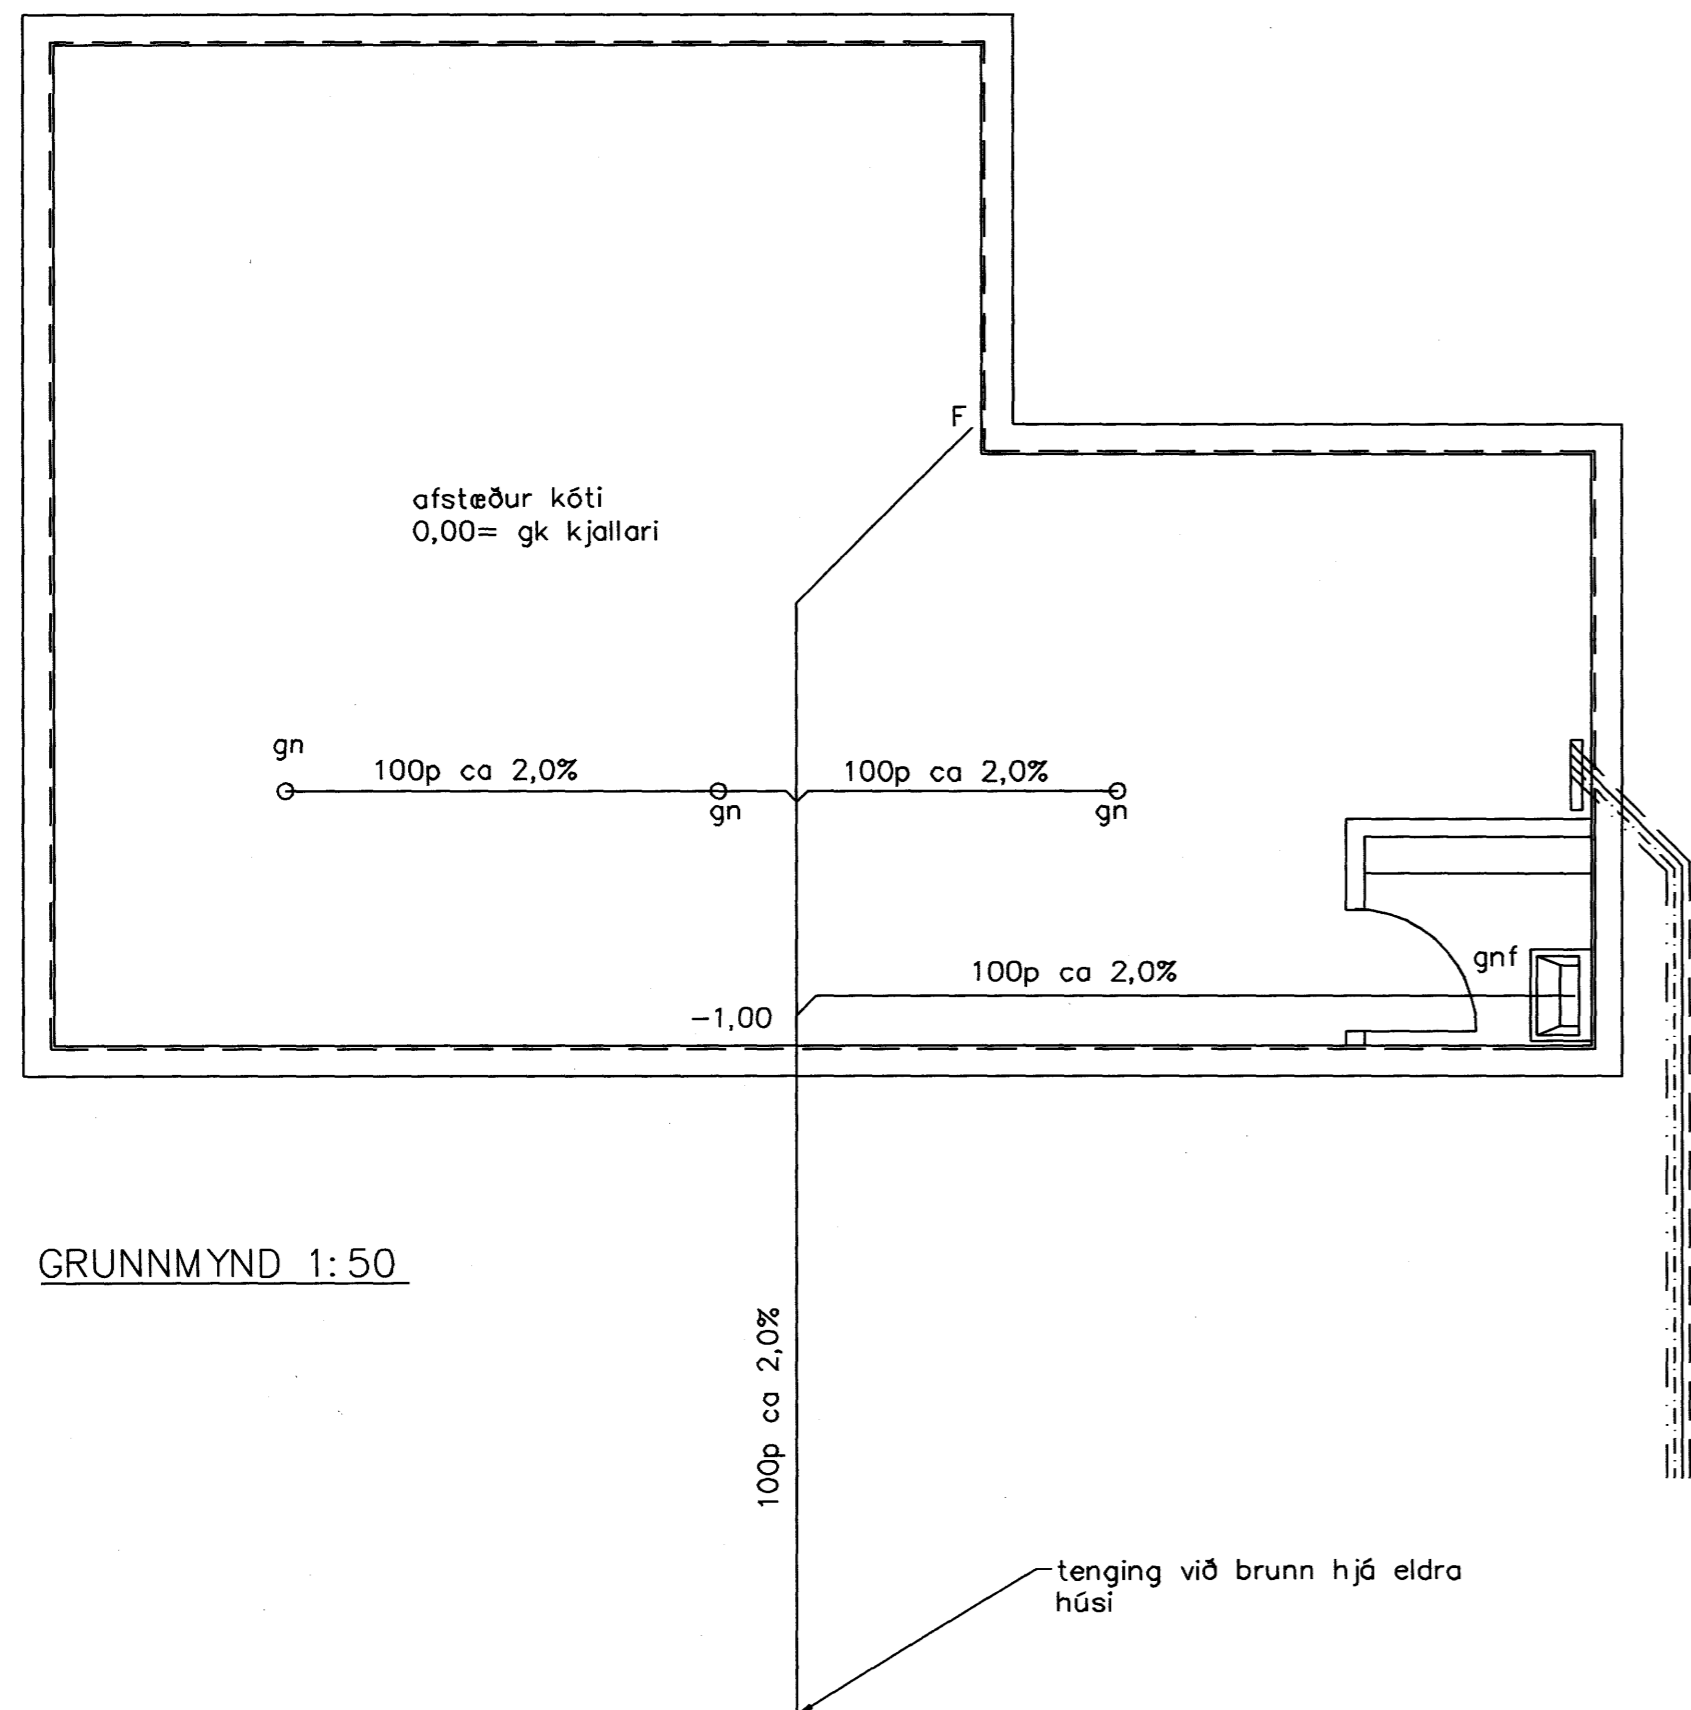 F
afstæður kóti
0,00= gk kjallari
gn
100p ca 2,0%
100p ca 2,0%
gn
gn
gnf
100p ca 2,0%
-1,00
GRUNNMYND 1:50
100p ca 2,0%
tenging við brunn hjá eldra
húsi